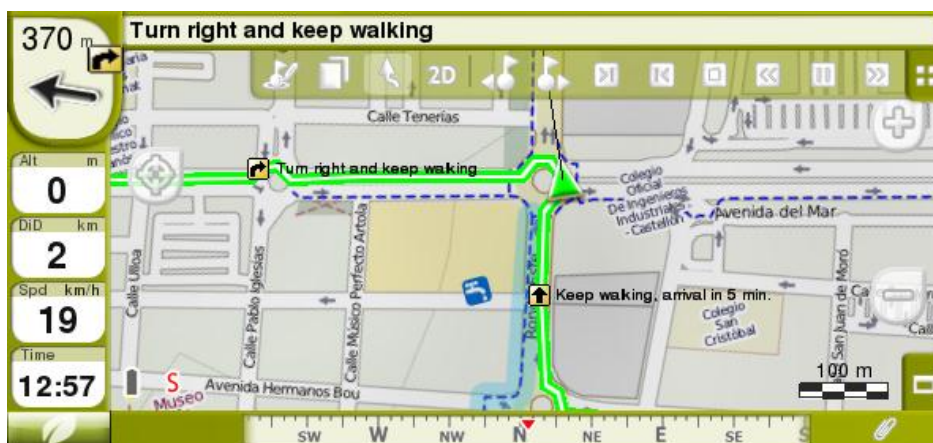 370 m
Turn right and keep walking
2D
Calle Tenerías
Alt m
0
Turn right and keep walking
Colegio
Oficial
De Ingenieros
Industriales
- Castellón
Avenida del Mar
DiD km
2
Calle Ulloa
Calle Pablo Iglesias
Calle Músico Perfecto Artola
Spd km/h
19
Keep walking, arrival in 5 min.
San Juan de Moró
Colegio
San
Cristóbal
Time
12:57
100 m
S
Museo
Avenida Hermanos Bou
SW W NW N NE E SE S